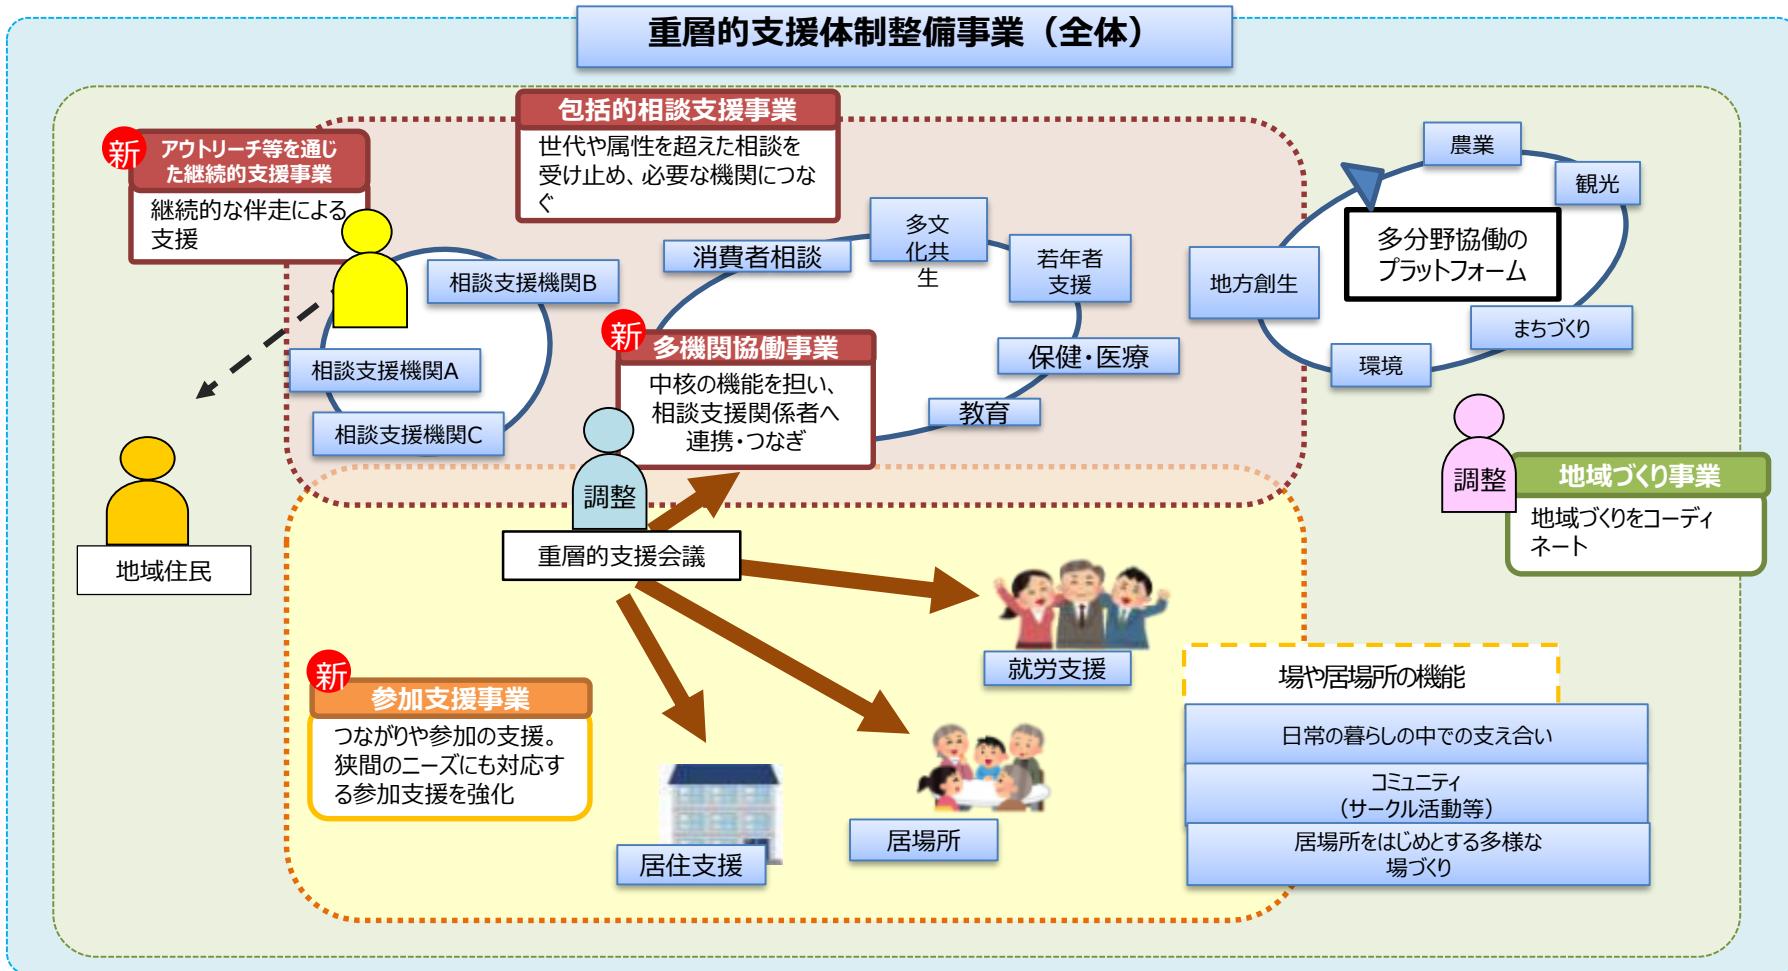 重層的支援体制整備事業（全体）
包括的相談支援事業
世代や属性を超えた相談を
受け止め、必要な機関につな
ぐ
新
アウトリーチ等を通じ
た継続的支援事業
継続的な伴走による
支援
相談支援機関B
相談支援機関A
相談支援機関C
消費者相談
多文
化共
生
若年者
支援
保健・医療
教育
新
多機関協働事業
中核の機能を担い、
相談支援関係者へ
連携・つなぎ
農業
観光
多分野協働の
プラットフォーム
地方創生
まちづくり
環境
調整
地域づくり事業
地域づくりをコーディ
ネート
地域住民
調整
重層的支援会議
就労支援
新
参加支援事業
つながりや参加の支援。
狭間のニーズにも対応す
る参加支援を強化
居住支援
居場所
場や居場所の機能
日常の暮らしの中での支え合い
コミュニティ
（サークル活動等）
居場所をはじめとする多様な
場づくり